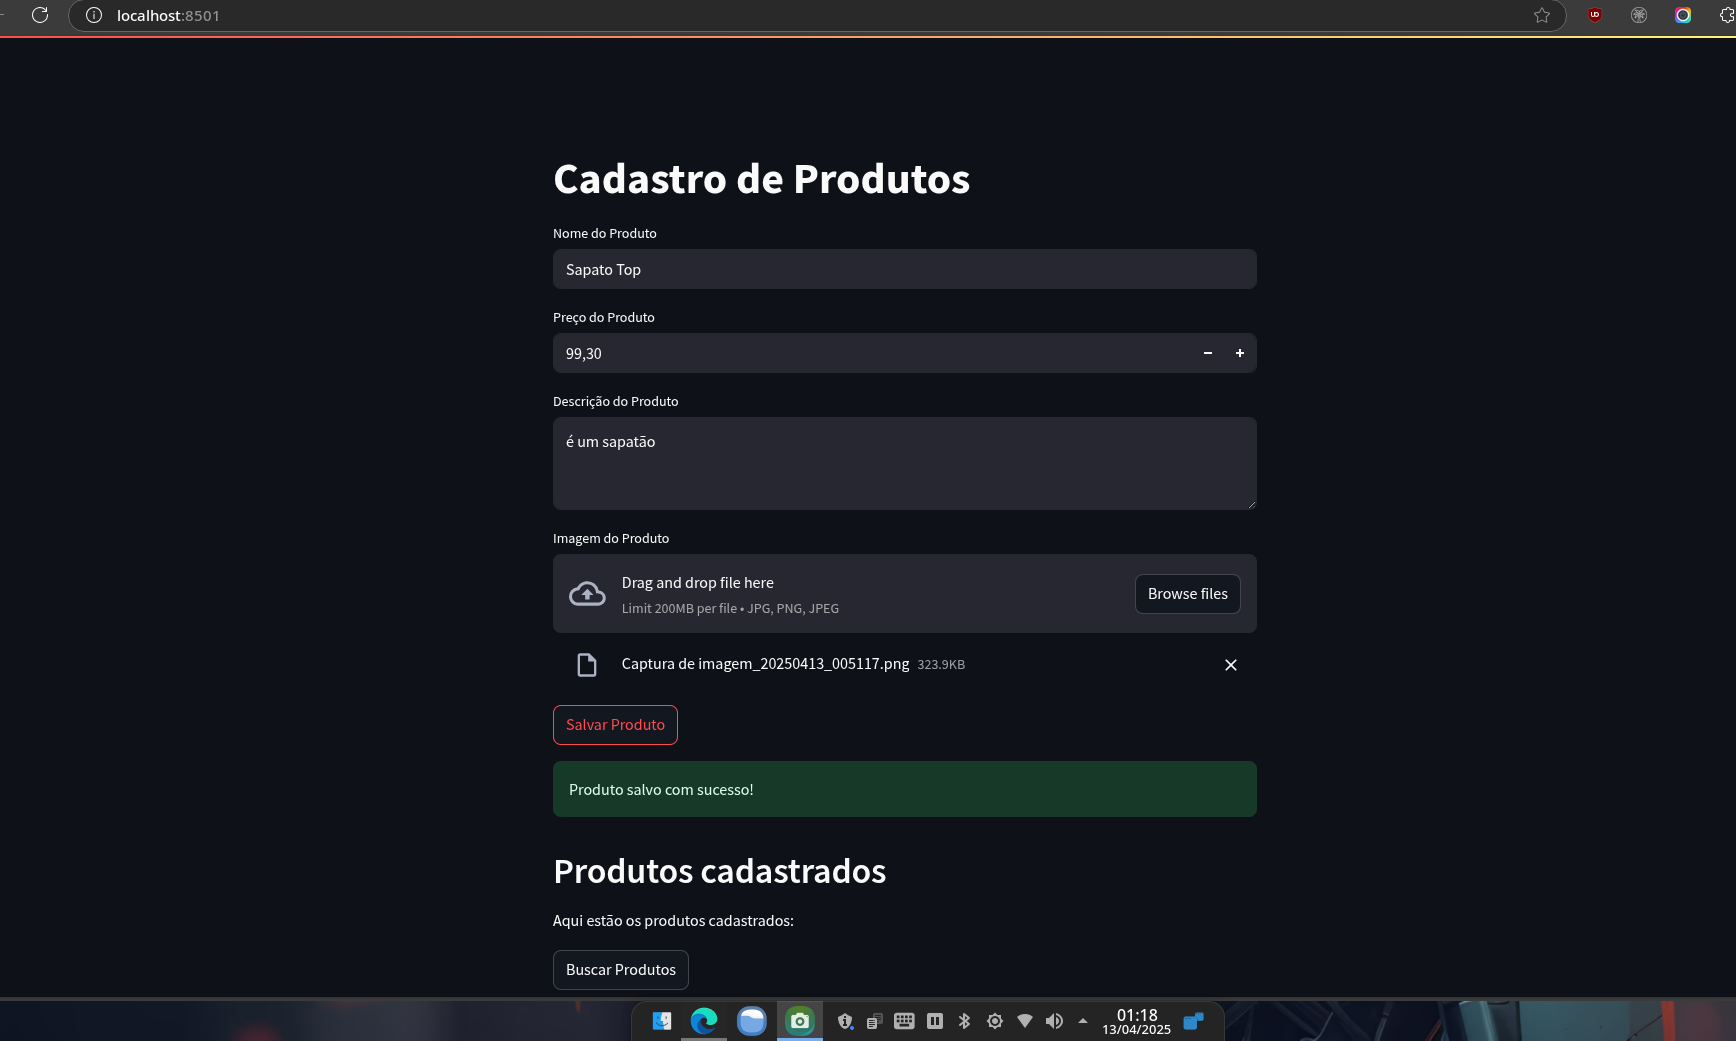 localhost:8501
Cadastro de Produtos
Nome do Produto
Sapato Top
Preço do Produto
99,30
Descrição do Produto
é um sapatão
Imagem do Produto
Drag and drop file here
Limit 200MB per file • JPG, PNG, JPEG
Browse files
Captura de imagem_20250413_005117.png 323.9KB
Salvar Produto
Produto salvo com sucesso!
Produtos cadastrados
Aqui estão os produtos cadastrados:
Buscar Produtos
01:18
13/04/2025